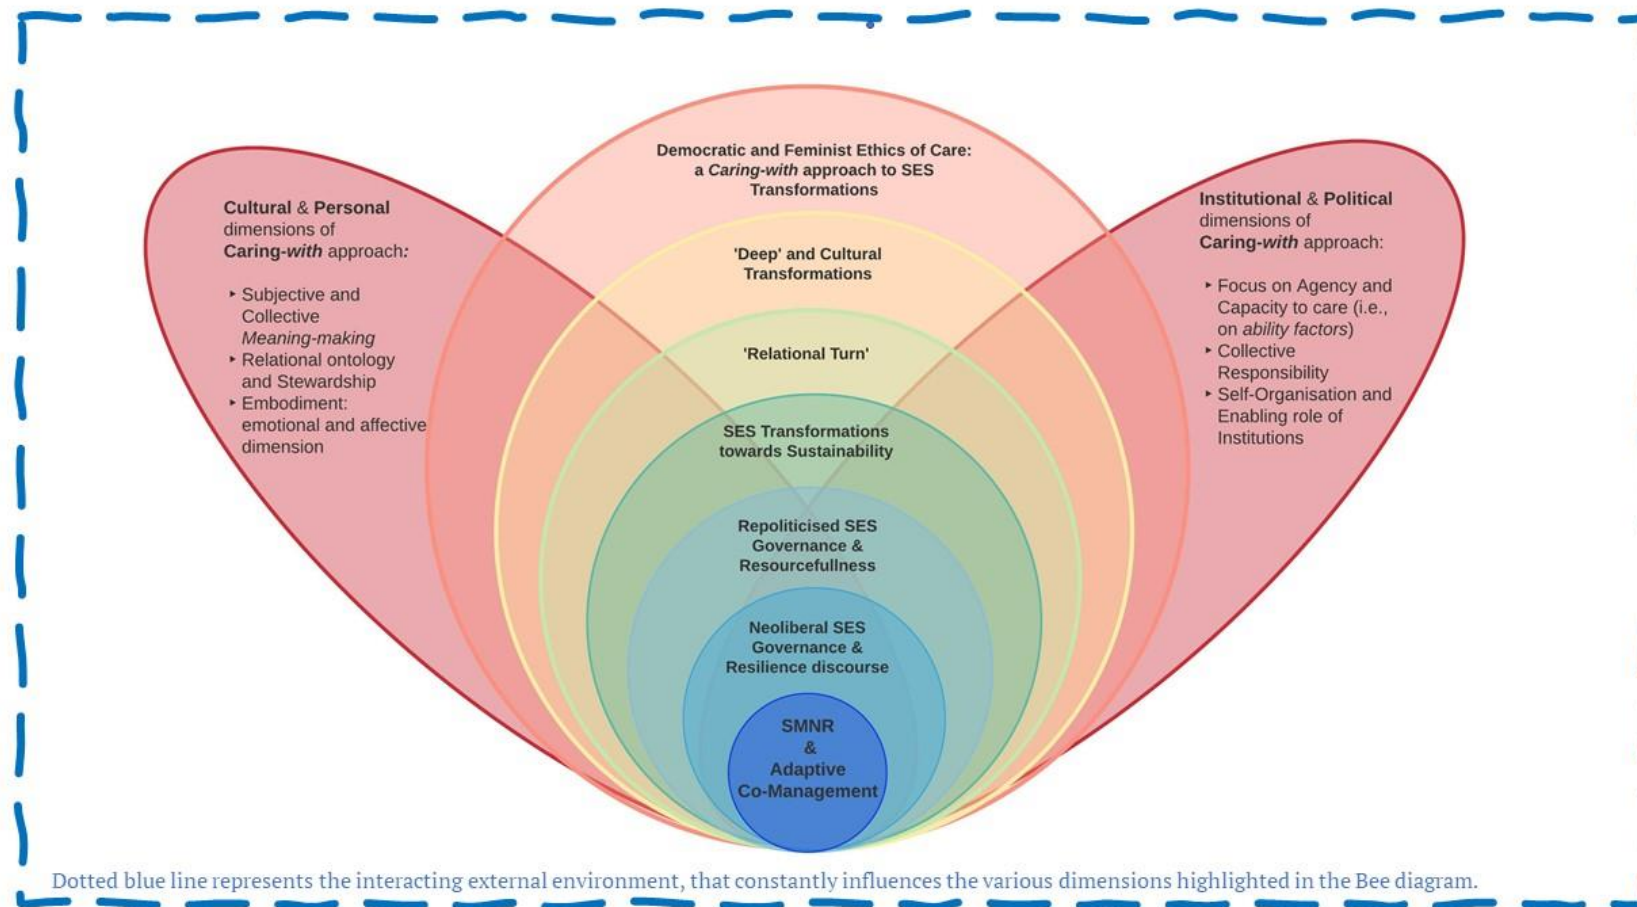 Democratic and Feminist Ethics of Care:
a Caring-with approach to SES
Transformations
Cultural & Personal
dimensions of
Caring-with approach:
‣ Subjective and
Collective
Meaning-making
‣ Relational ontology
and Stewardship
‣ Embodiment:
emotional and affective
dimension
'Deep' and Cultural
Transformations
'Relational Turn'
SES Transformations
towards Sustainability
Repoliticised SES
Governance &
Resourcefullness
Neoliberal SES
Governance &
Resilience discourse
SMNR
&
Adaptive
Co-Management
Institutional & Political
dimensions of
Caring-with approach:
‣ Focus on Agency and
Capacity to care (i.e.,
on ability factors)
‣ Collective
Responsibility
‣ Self-Organisation and
Enabling role of
Institutions
Dotted blue line represents the interacting external environment, that constantly influences the various dimensions highlighted in the Bee diagram.